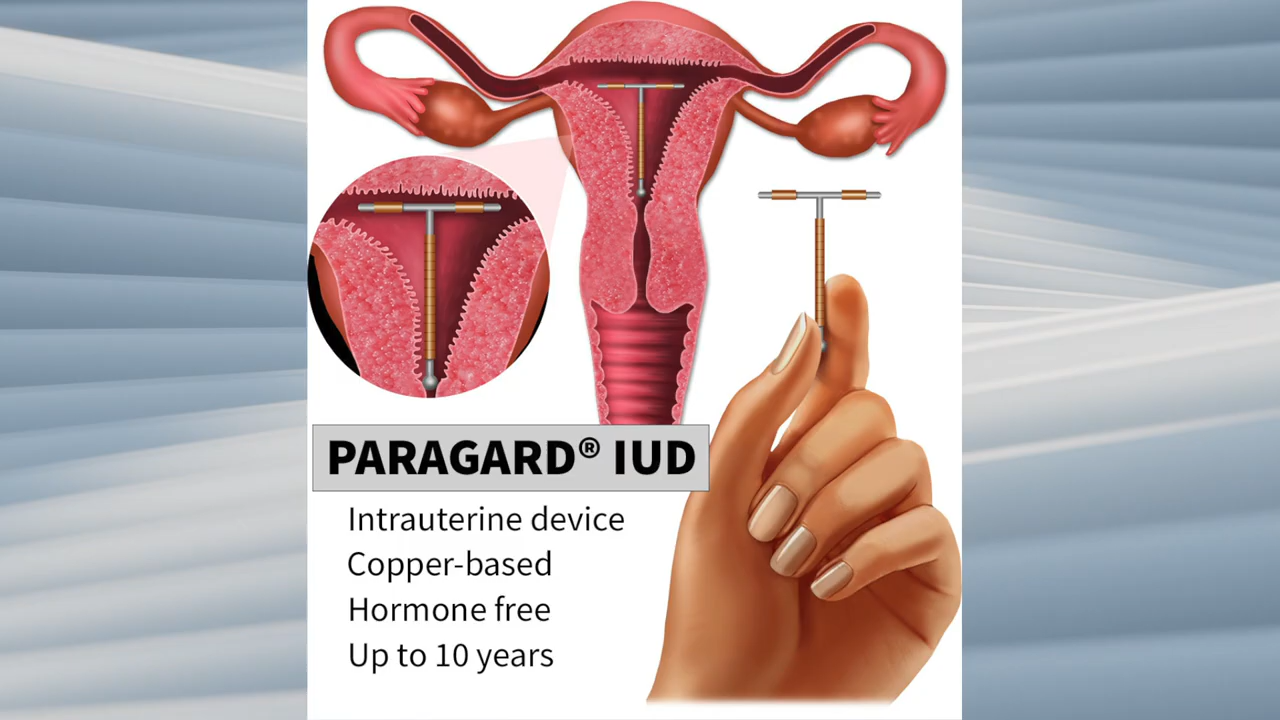 PARAGARD® IUD
Intrauterine device
Copper-based
Hormone free
Up to 10 years